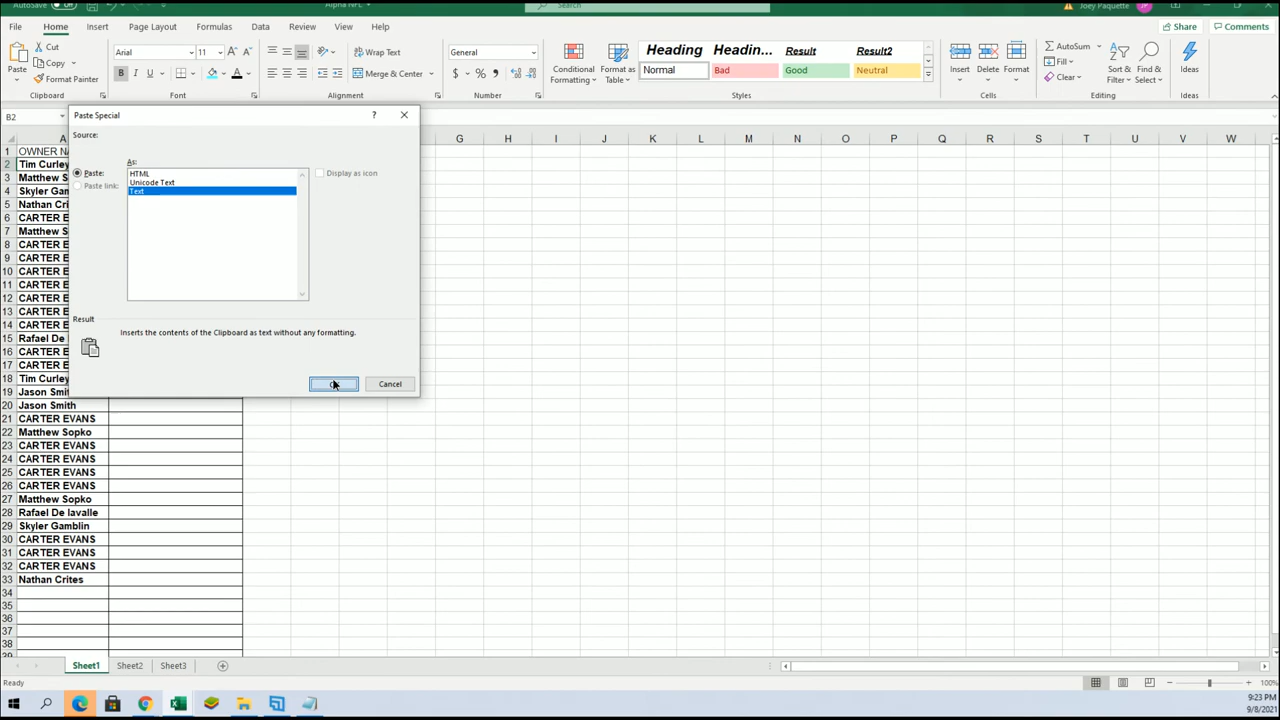 AutoSave
Alpha NFL
Search
Joey Paquette
JP
File Home Insert Page Layout Formulas Data Review View Help
Share Comments
Paste
Cut
Copy
Format Painter
Clipboard
Arial 11
B I U
Font
Wrap Text
Merge & Center
Alignment
General
$ % 9
Number
Conditional Formatting
Format as Table
Heading Headin... Result Result2
Normal Bad Good Neutral
Styles
Insert Delete Format
Cells
AutoSum
Fill
Clear
Sort & Filter
Find & Select
Editing
Ideas
Ideas
B2
Paste Special ?
Source:
As:
Paste:
Paste link:
HTML
Unicode Text
Text
Display as icon
Result
Inserts the contents of the Clipboard as text without any formatting.
Cancel
A G H I J K L M N O P Q R S T U V W
1 OWNER NA
2 Tim Curley
3 Matthew S
4 Skyler Gam
5 Nathan Cri
6 CARTER E
7 Matthew S
8 CARTER E
9 CARTER E
10 CARTER E
11 CARTER E
12 CARTER E
13 CARTER E
14 CARTER E
15 Rafael De
16 CARTER E
17 CARTER E
18 Tim Curley
19 Jason Smit
20 Jason Smith
21 CARTER EVANS
22 Matthew Sopko
23 CARTER EVANS
24 CARTER EVANS
25 CARTER EVANS
26 CARTER EVANS
27 Matthew Sopko
28 Rafael De lavalle
29 Skyler Gamblin
30 CARTER EVANS
31 CARTER EVANS
32 CARTER EVANS
33 Nathan Crites
34
35
36
37
38
39
Sheet1 Sheet2 Sheet3
Ready
100%
9:23 PM
9/8/2021